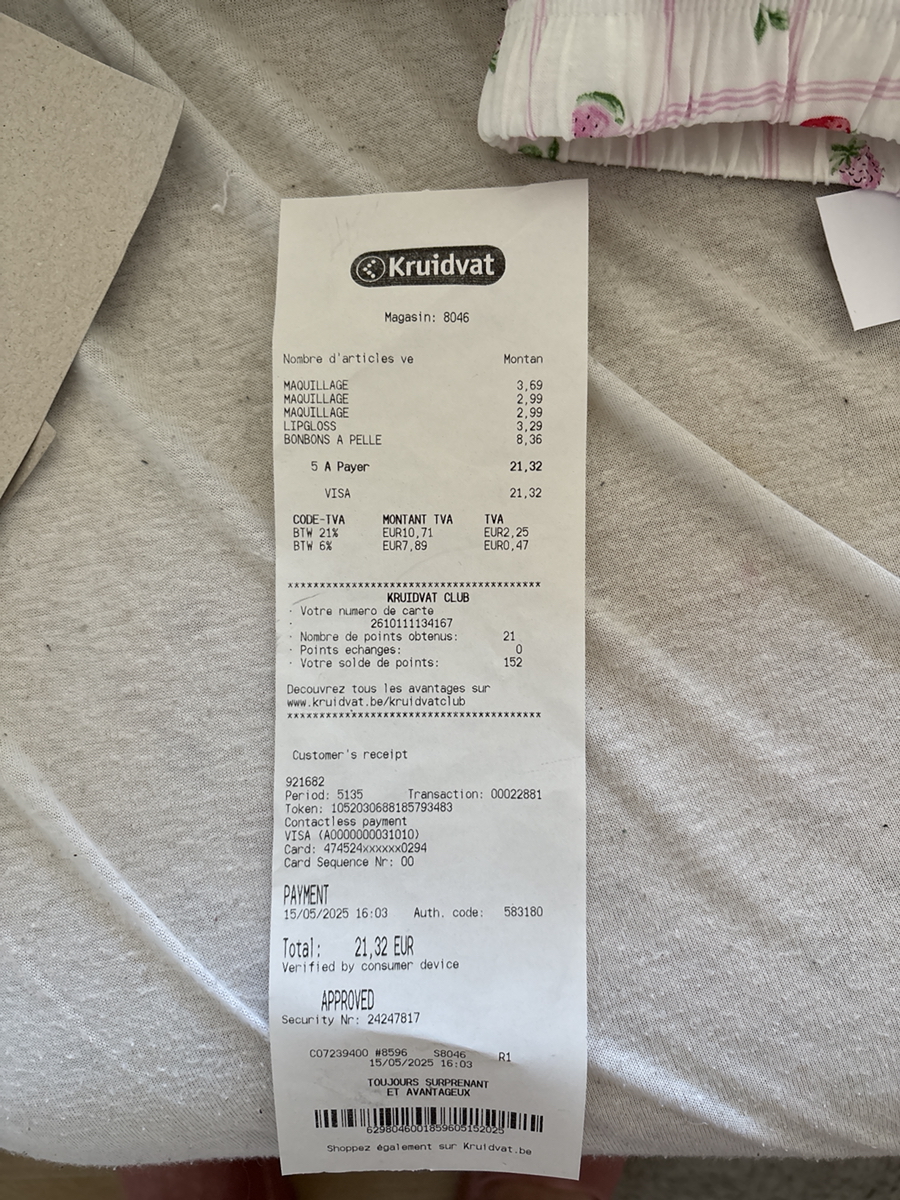 Kruidvat
Magasin: 8046
Nombre d'articles ve Montan
MAQUILLAGE 3,69
MAQUILLAGE 2,99
MAQUILLAGE 2,99
LIPGLOSS 3,29
BONBONS A PELLE 8,36
5 A Payer 21,32
VISA 21,32
CODE-TVA MONTANT TVA TVA
BTW 21% EUR10,71 EUR2,25
BTW 6% EUR7,89 EUR0,47
***************************************
KRUIDVAT CLUB
· Votre numero de carte
· 2610111134167
· Nombre de points obtenus: 21
· Points echanges: 0
· Votre solde de points: 152
Decouvrez tous les avantages sur
www.kruidvat.be/kruidvatclub
***************************************
Customer's receipt
921682
Period: 5135 Transaction: 00022881
Token: 1052030688185793483
Contactless payment
VISA (A0000000031010)
Card: 474524xxxxxx0294
Card Sequence Nr: 00
PAYMENT
15/05/2025 16:03 Auth. code: 583180
Total: 21,32 EUR
Verified by consumer device
APPROVED
Security Nr: 24247817
C07239400 #8596 S8046 R1
15/05/2025 16:03
TOUJOURS SURPRENANT
ET AVANTAGEUX
6298046001859605152025
Shoppez également sur Kruidvat.be